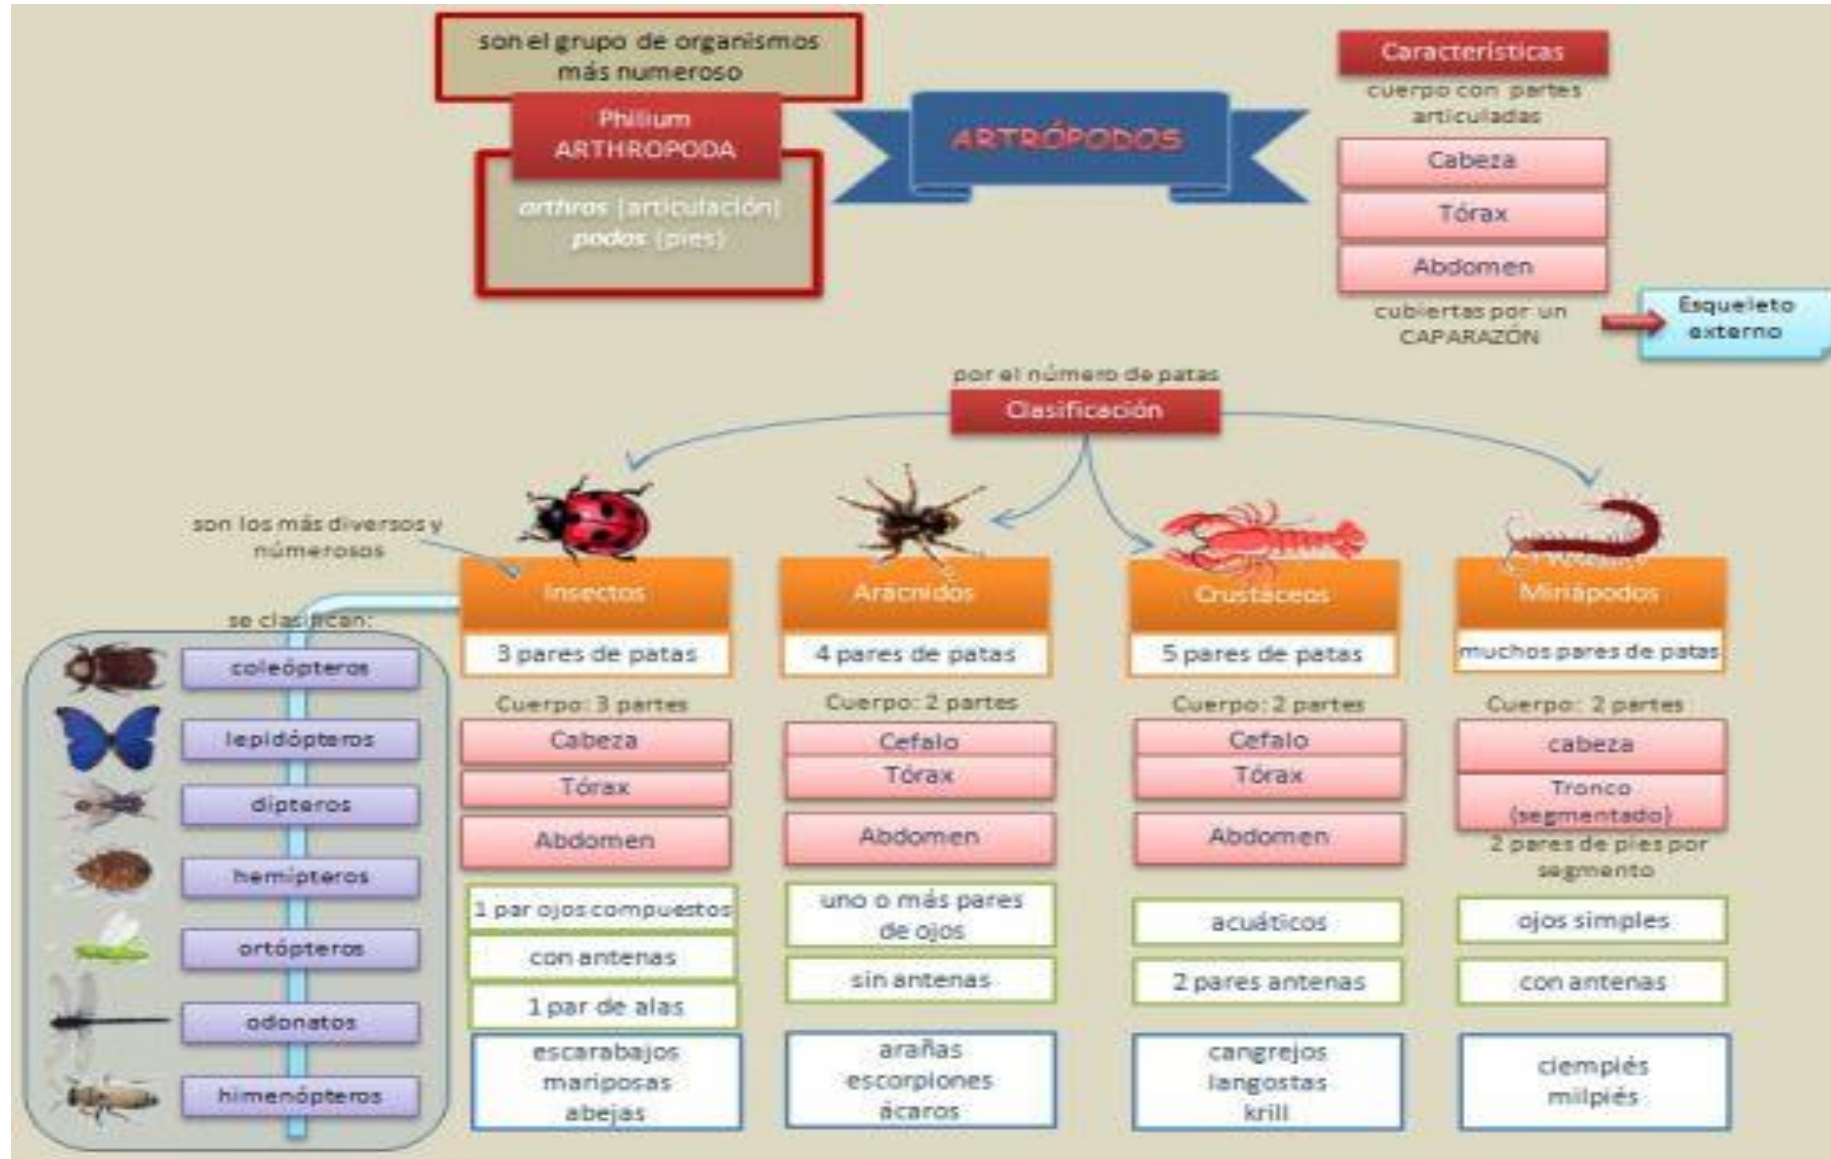 son el grupo de organismos
más numeroso
Philium
ARTHROPODA
arthros (articulación)
podos (pies)
ARTRÓPODOS
Características
cuerpo con partes
articuladas
Cabeza
Tórax
Abdomen
cubiertas por un
CAPARAZÓN
Esqueleto
externo
por el número de patas
Clasificación
son los más diversos y
númerosos
se clasifican:
coleópteros
lepidópteros
dípteros
hemípteros
ortópteros
odonatos
himenópteros
Insectos
3 pares de patas
Cuerpo: 3 partes
Cabeza
Tórax
Abdomen
1 par ojos compuestos
con antenas
1 par de alas
escarabajos
mariposas
abejas
Arácnidos
4 pares de patas
Cuerpo: 2 partes
Cefalo
Tórax
Abdomen
uno o más pares
de ojos
sin antenas
arañas
escorpiones
ácaros
Crustáceos
5 pares de patas
Cuerpo: 2 partes
Cefalo
Tórax
Abdomen
acuáticos
2 pares antenas
cangrejos
langostas
krill
Miriápodos
muchos pares de patas
Cuerpo: 2 partes
cabeza
Tronco
(segmentado)
2 pares de pies por
segmento
ojos simples
con antenas
ciempiés
milpiés